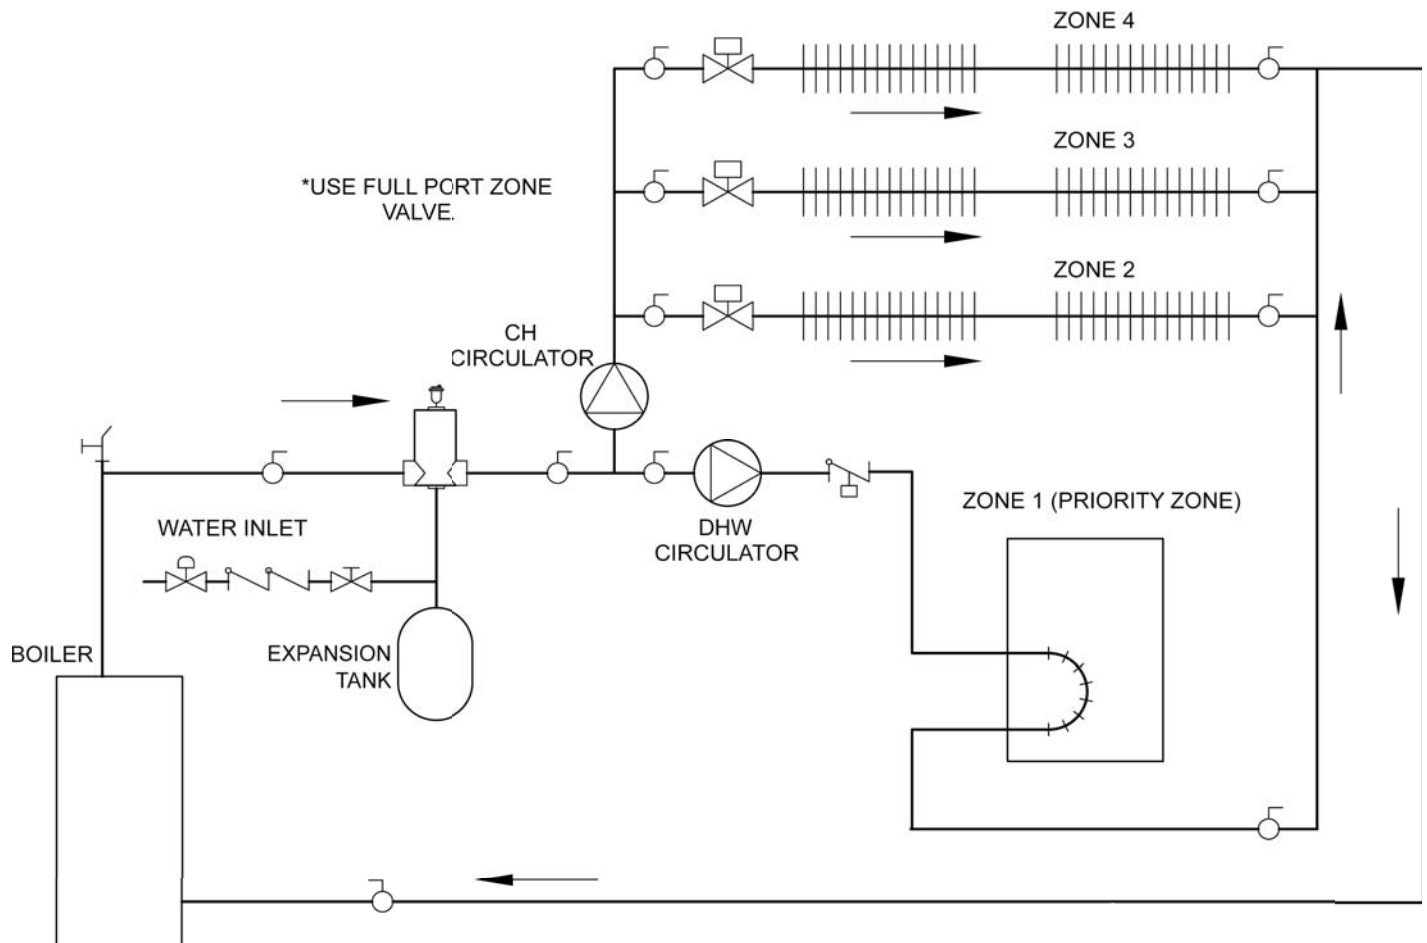 ZONE 4
ZONE 3
*USE FULL PORT ZONE
VALVE.
ZONE 2
CH
CIRCULATOR
ZONE 1 (PRIORITY ZONE)
WATER INLET
DHW
CIRCULATOR
BOILER
EXPANSION
TANK